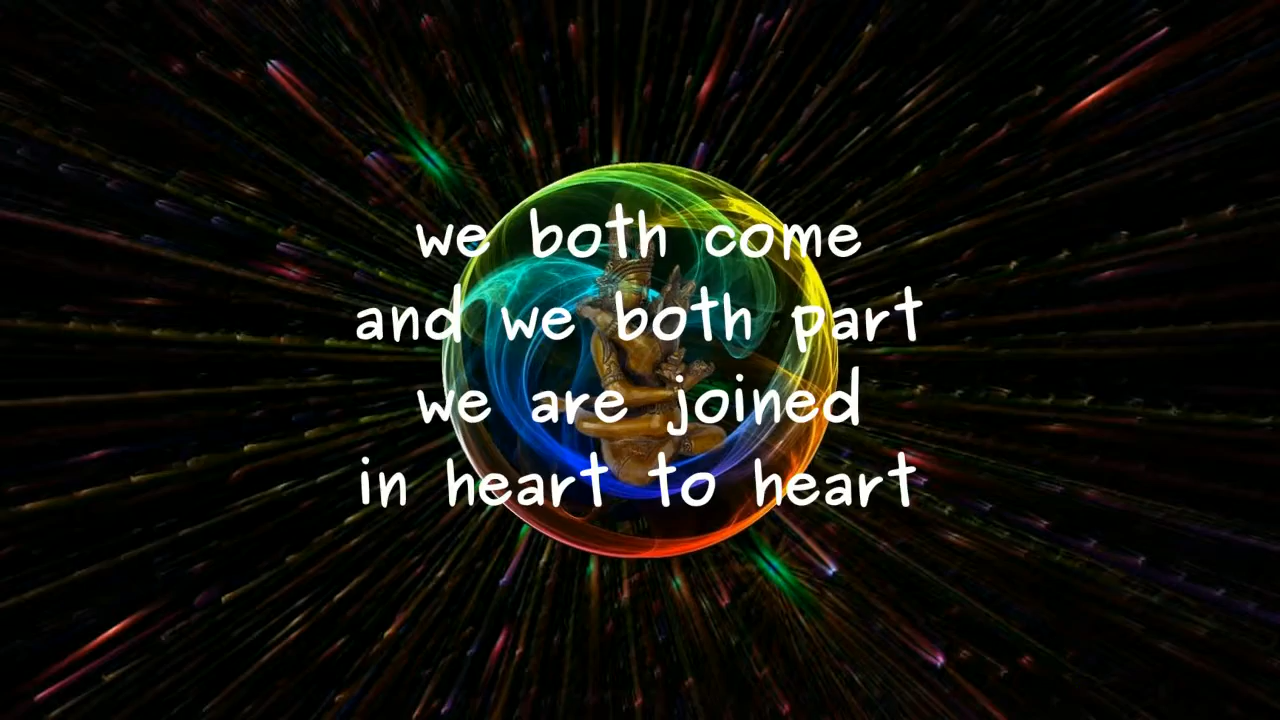 we both come
and we both part
we are joined
in heart to heart